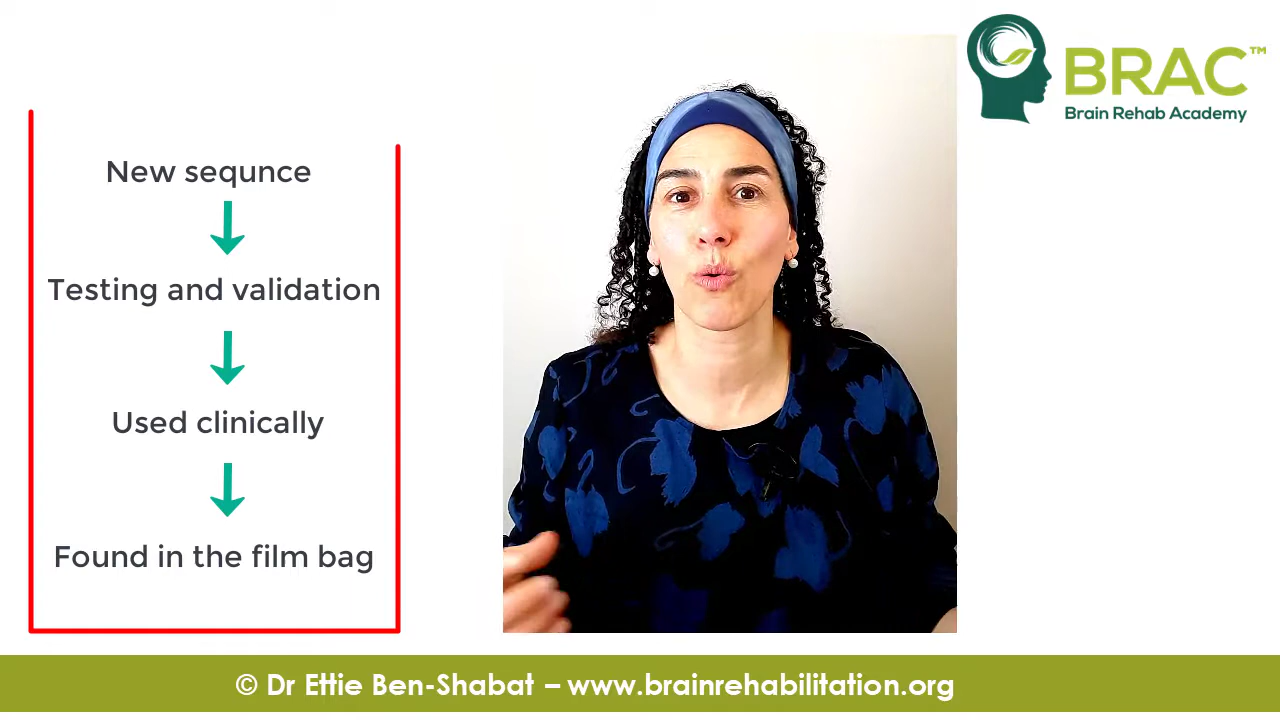 BRAC™
Brain Rehab Academy
New sequnce
Testing and validation
Used clinically
Found in the film bag
© Dr Ettie Ben-Shabat – www.brainrehabilitation.org